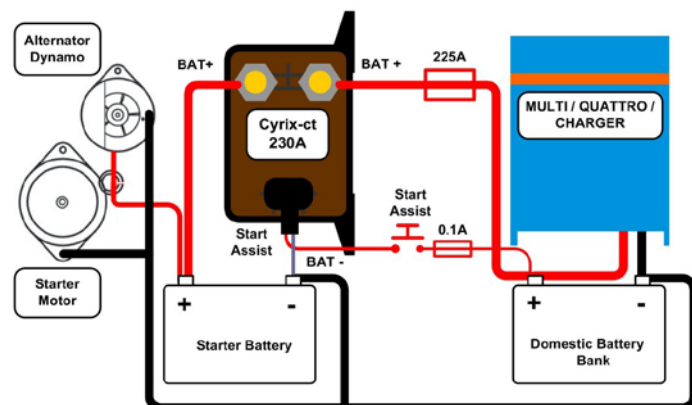 Alternator
Dynamo
BAT+
BAT +
225A
MULTI / QUATTRO /
CHARGER
Cyrix-ct
230A
Start
Assist
0.1A
Start
Assist
BAT -
Starter
Motor
+
-
Starter Battery
+
-
Domestic Battery
Bank